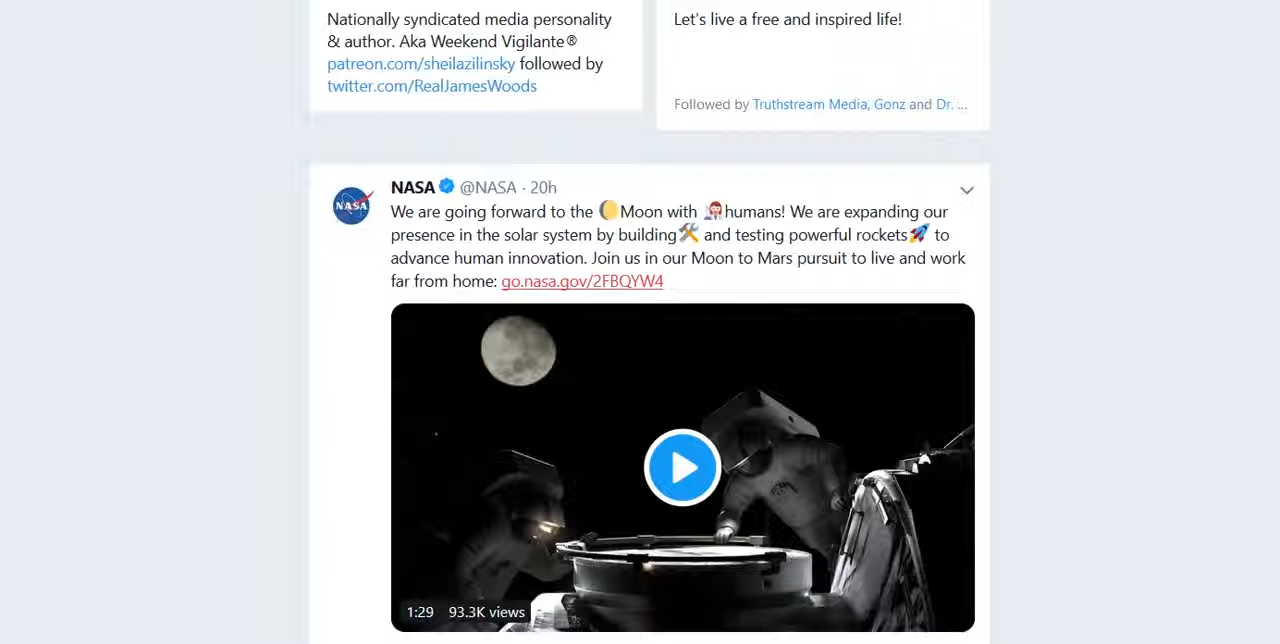 Nationally syndicated media personality
& author. Aka Weekend Vigilante®
patreon.com/sheilazilinsky followed by
twitter.com/RealJamesWoods
Let's live a free and inspired life!
Followed by Truthstream Media, Gonz and Dr. ...
NASA @NASA · 20h
NASA
We are going forward to the 🌔Moon with 👩‍🚀humans! We are expanding our
presence in the solar system by building🛠 and testing powerful rockets🚀 to
advance human innovation. Join us in our Moon to Mars pursuit to live and work
far from home: go.nasa.gov/2FBQYW4
1:29 93.3K views